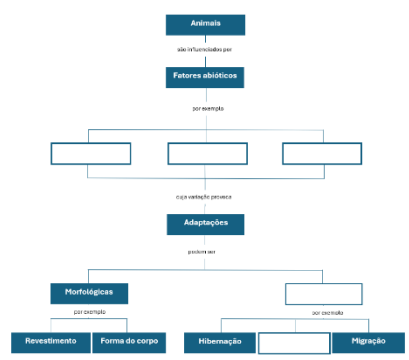 Animais
são influenciados por
Fatores abióticos
por exemplo
cuja variação provoca
Adaptações
podem ser
Morfológicas
por exemplo
por exemplo
Revestimento
Forma do corpo
Hibernação
Migração